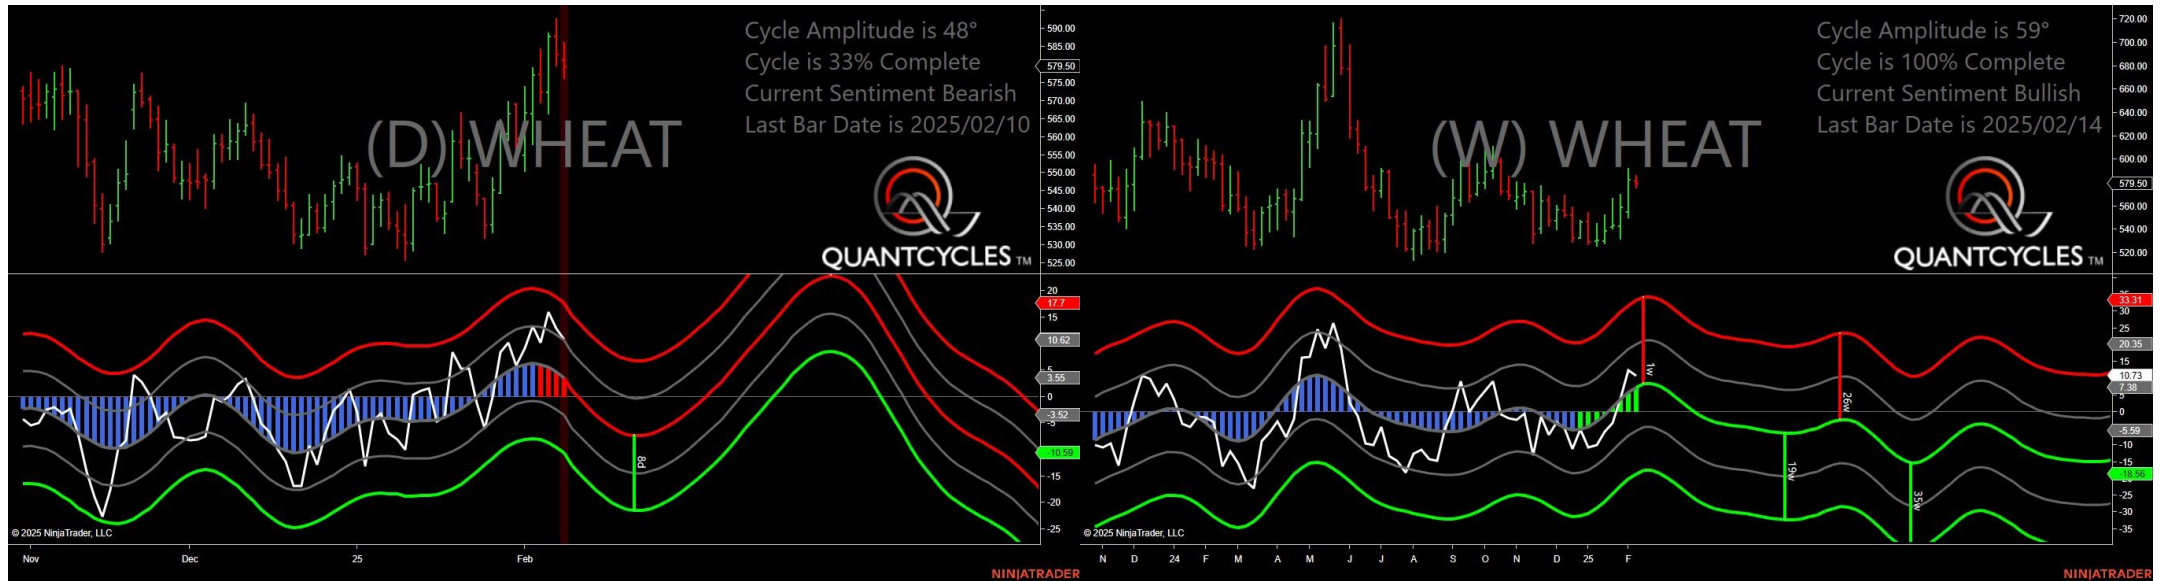 Cycle Amplitude is 48°
Cycle is 33% Complete
Current Sentiment Bearish
Last Bar Date is 2025/02/10
(D) WHEAT
QUANTCYCLES TM
590.00
585.00
579.50
575.00
570.00
565.00
560.00
555.00
550.00
545.00
540.00
535.00
530.00
525.00
20
17.7
15
10.62
5
3.55
0
-3.52
-5
-10.59
-15
-20
-25
8d
© 2025 NinjaTrader, LLC
Nov Dec 25 Feb
NINJATRADER
Cycle Amplitude is 59°
Cycle is 100% Complete
Current Sentiment Bullish
Last Bar Date is 2025/02/14
(W) WHEAT
QUANTCYCLES TM
720.00
700.00
680.00
660.00
640.00
620.00
600.00
579.50
560.00
540.00
520.00
33.31
30
25
20.35
15
10.73
7.38
0
-5.59
-10
-15
-18.56
-25
-30
-35
1w
26w
19w
35w
© 2025 NinjaTrader, LLC
N D 24 F M A M J J A S O N D 25 F
NINJATRADER